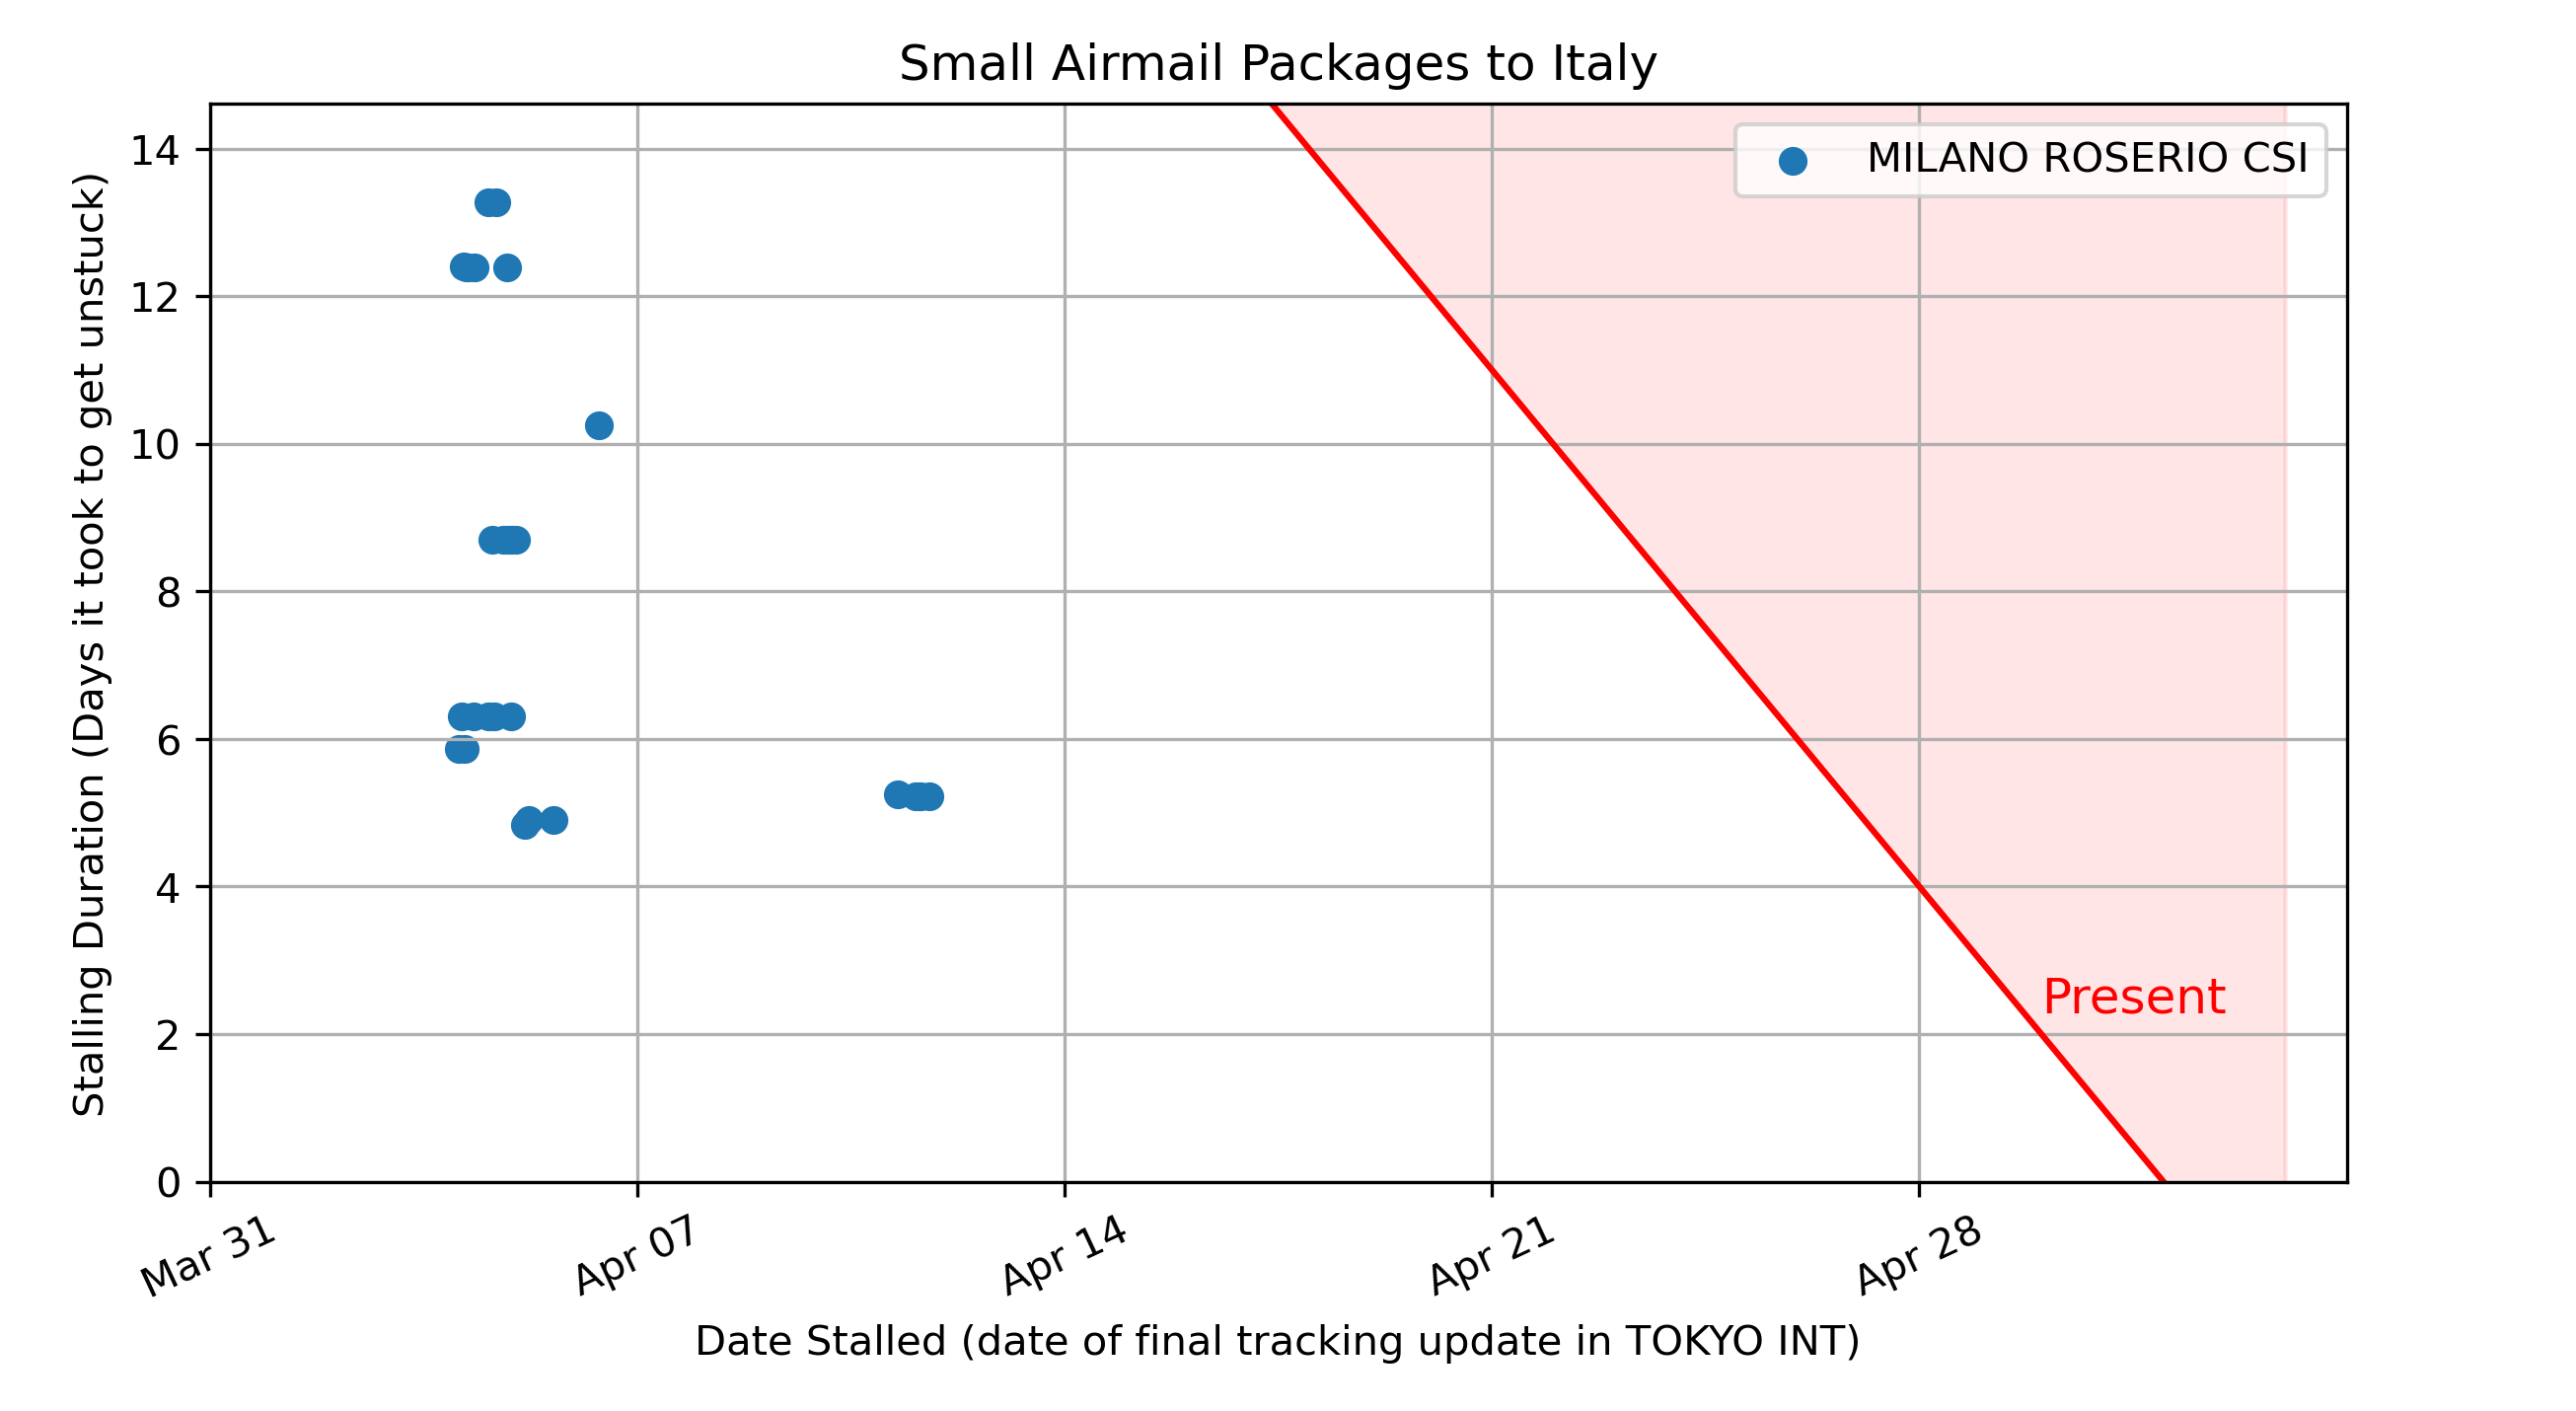 Small Airmail Packages to Italy
MILANO ROSERIO CSI
Stalling Duration (Days it took to get unstuck)
14
12
10
8
6
4
2
0
Present
Mar 31
Apr 07
Apr 14
Apr 21
Apr 28
Date Stalled (date of final tracking update in TOKYO INT)